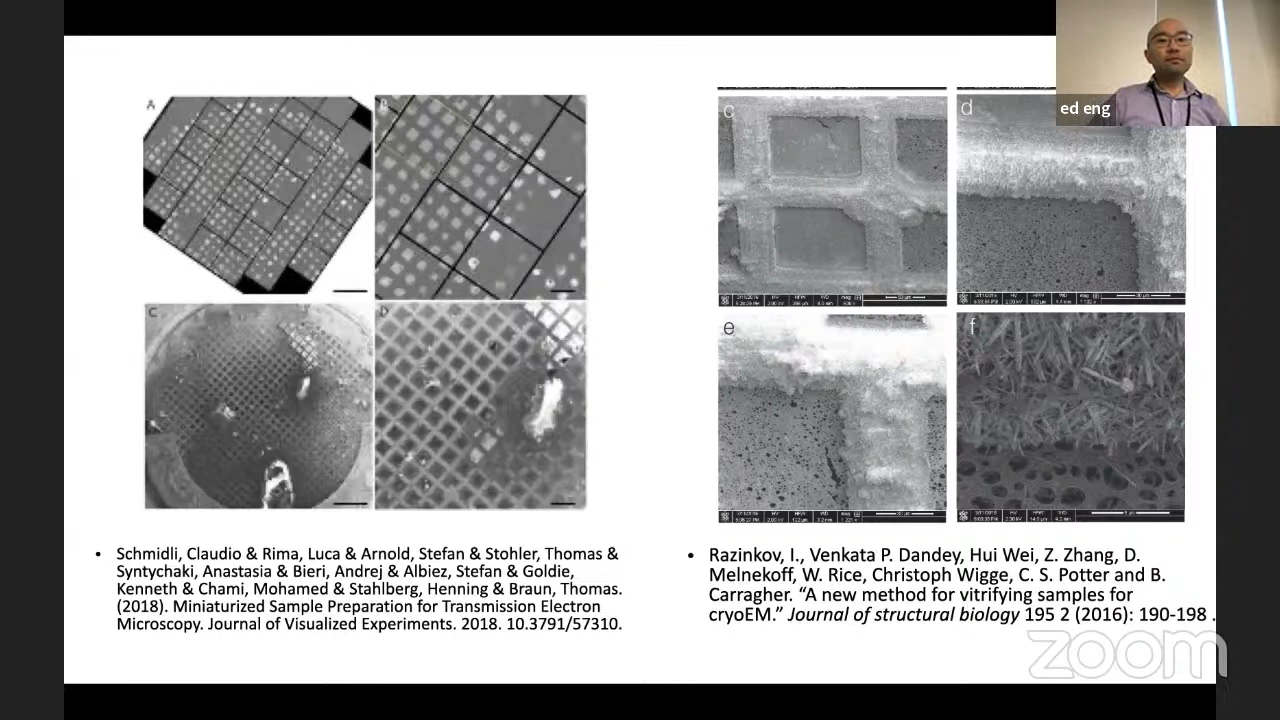 A
B
C
D
c
d
e
f
ed eng
• Schmidli, Claudio & Rima, Luca & Arnold, Stefan & Stohler, Thomas &
Syntychaki, Anastasia & Bieri, Andrej & Albiez, Stefan & Goldie,
Kenneth & Chami, Mohamed & Stahlberg, Henning & Braun, Thomas.
(2018). Miniaturized Sample Preparation for Transmission Electron
Microscopy. Journal of Visualized Experiments. 2018. 10.3791/57310.
• Razinkov, I., Venkata P. Dandey, Hui Wei, Z. Zhang, D.
Melnekoff, W. Rice, Christoph Wigge, C. S. Potter and B.
Carragher. “A new method for vitrifying samples for
cryoEM.” Journal of structural biology 195 2 (2016): 190-198 .
zoom